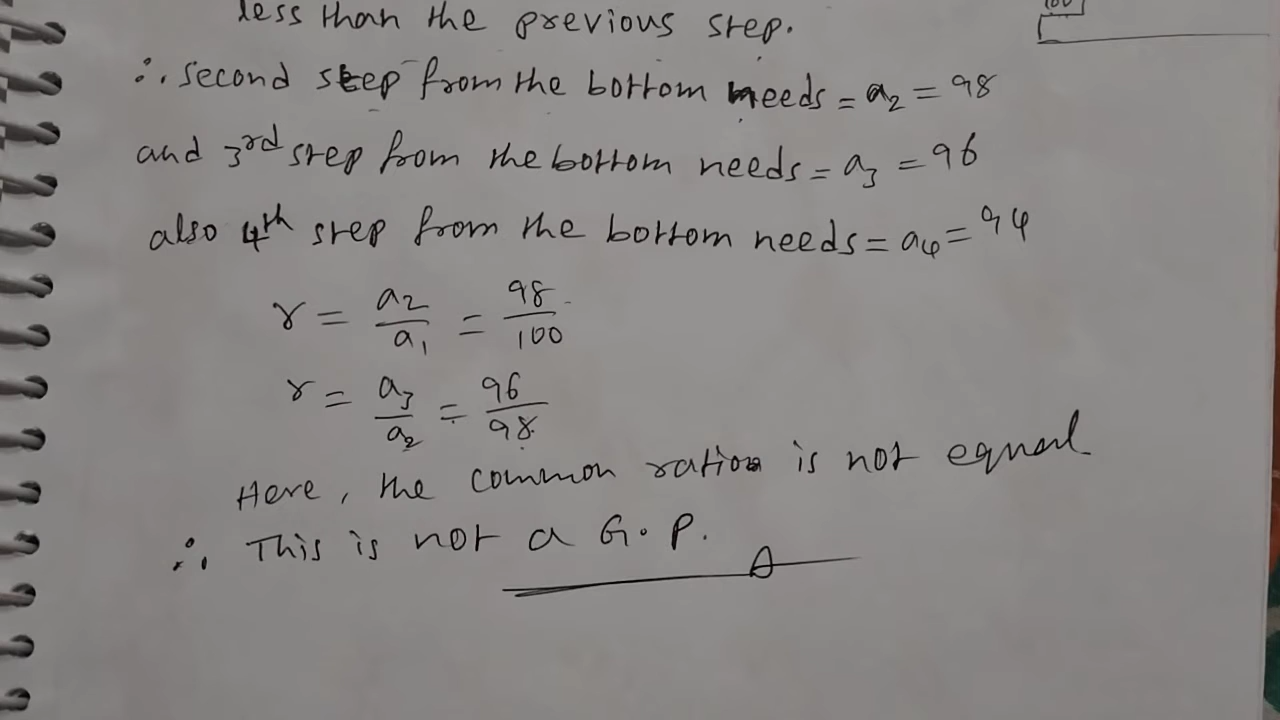 less than the previous step.
100
∴ second step from the bottom needs = a₂ = 98
and 3rd step from the bottom needs = a₃ = 96
also 4th step from the bottom needs = a₄ = 94
r = a₂/a₁ = 98/100
r = a₃/a₂ = 96/98
Here, the common ration is not equal
∴ This is not a G.P.